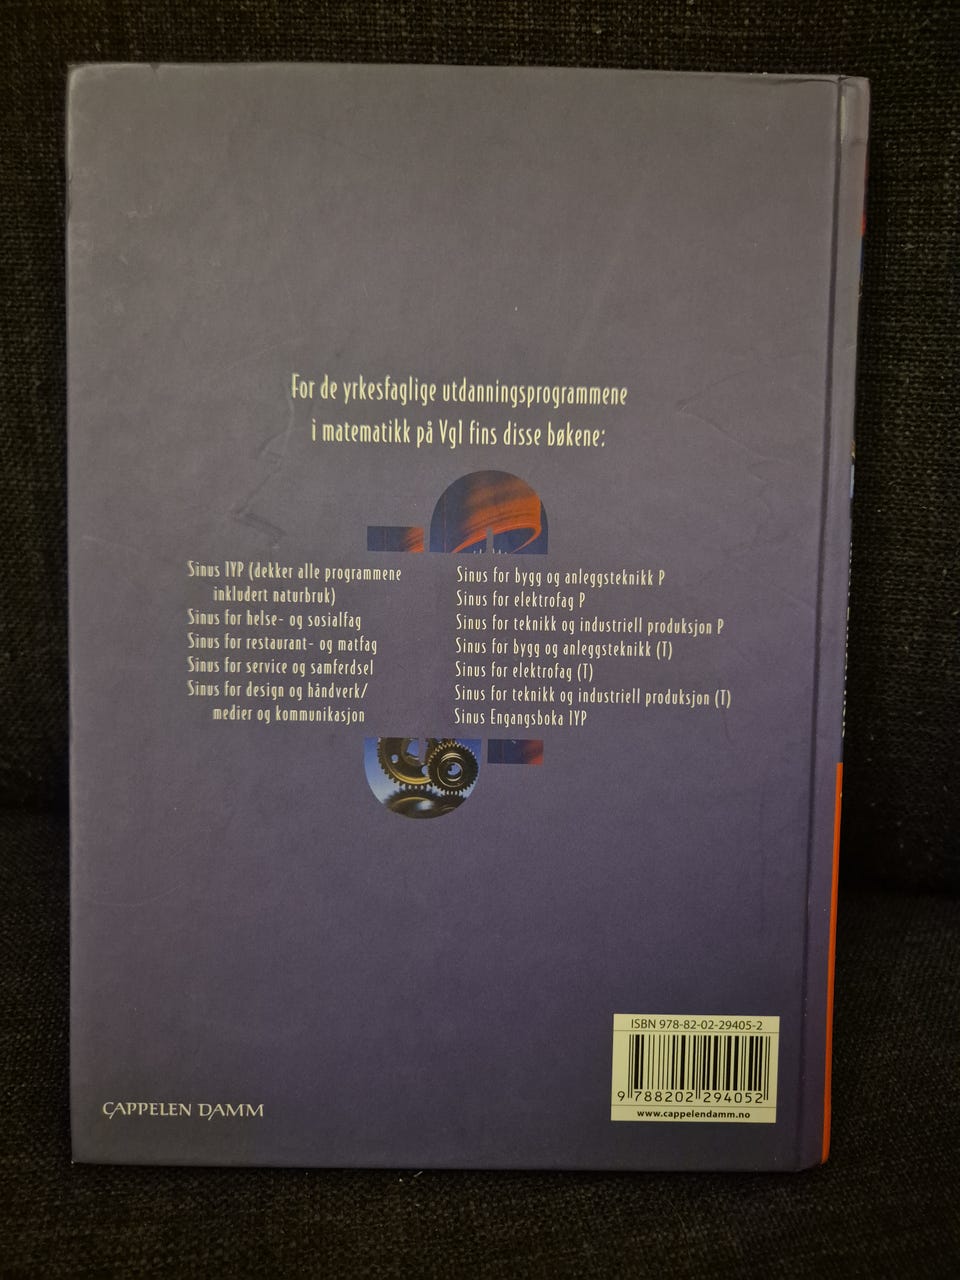 For de yrkesfaglige utdanningsprogrammene
i matematikk på Vg1 fins disse bøkene:
Sinus 1YP (dekker alle programmene
inkludert naturbruk)
Sinus for helse- og sosialfag
Sinus for restaurant- og matfag
Sinus for service og samferdsel
Sinus for design og håndverk/
medier og kommunikasjon
Sinus for bygg og anleggsteknikk P
Sinus for elektrofag P
Sinus for teknikk og industriell produksjon P
Sinus for bygg og anleggsteknikk (T)
Sinus for elektrofag (T)
Sinus for teknikk og industriell produksjon (T)
Sinus Engangsboka 1YP
ISBN 978-82-02-29405-2
9 788202 294052
www.cappelendamm.no
CAPPELEN DAMM